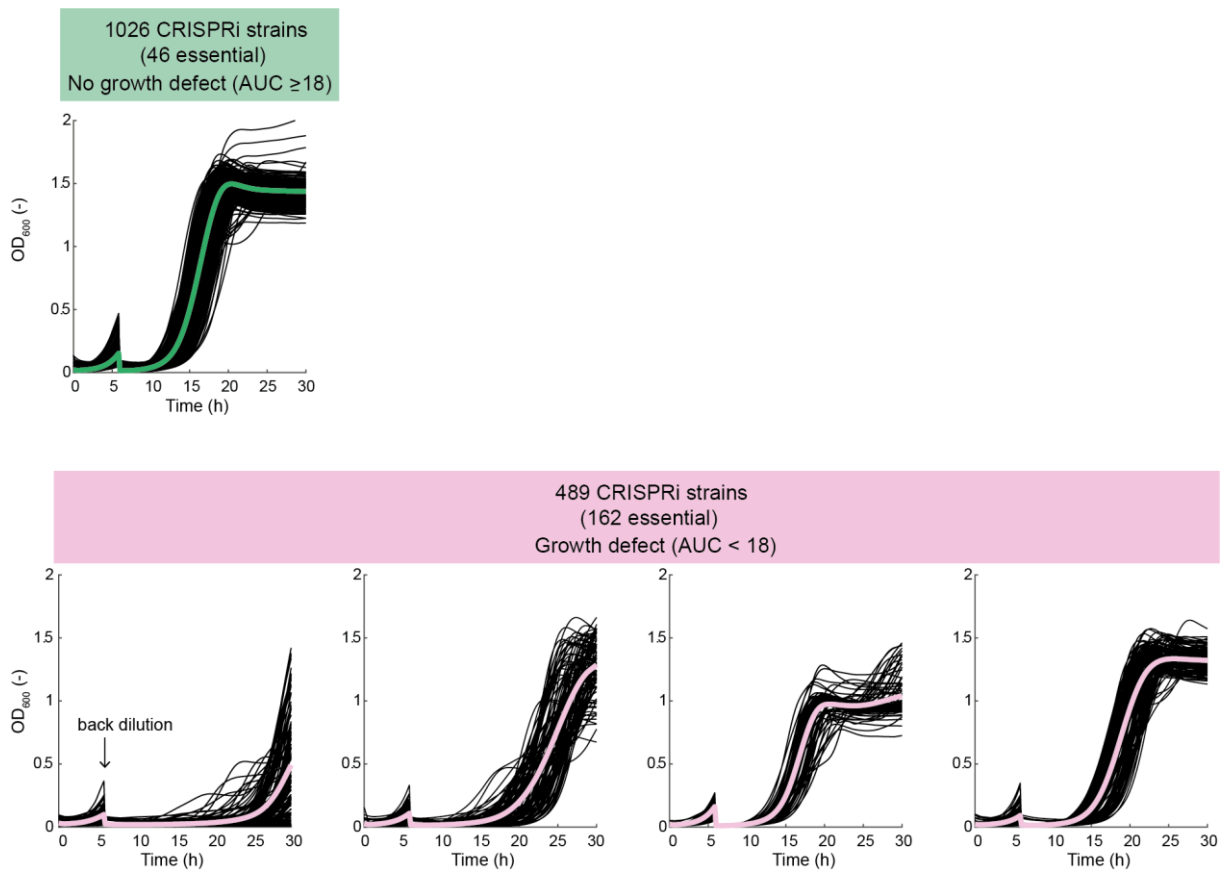 1026 CRISPRi strains
(46 essential)
No growth defect (AUC ≥18)
2
1.5
1
0.5
0
OD600 (-)
0 5 10 15 20 25 30
Time (h)
489 CRISPRi strains
(162 essential)
Growth defect (AUC < 18)
2
1.5
1
0.5
0
OD600 (-)
back dilution
0 5 10 15 20 25 30
Time (h)
2
1.5
1
0.5
0
0 5 10 15 20 25 30
Time (h)
2
1.5
1
0.5
0
0 5 10 15 20 25 30
Time (h)
2
1.5
1
0.5
0
0 5 10 15 20 25 30
Time (h)